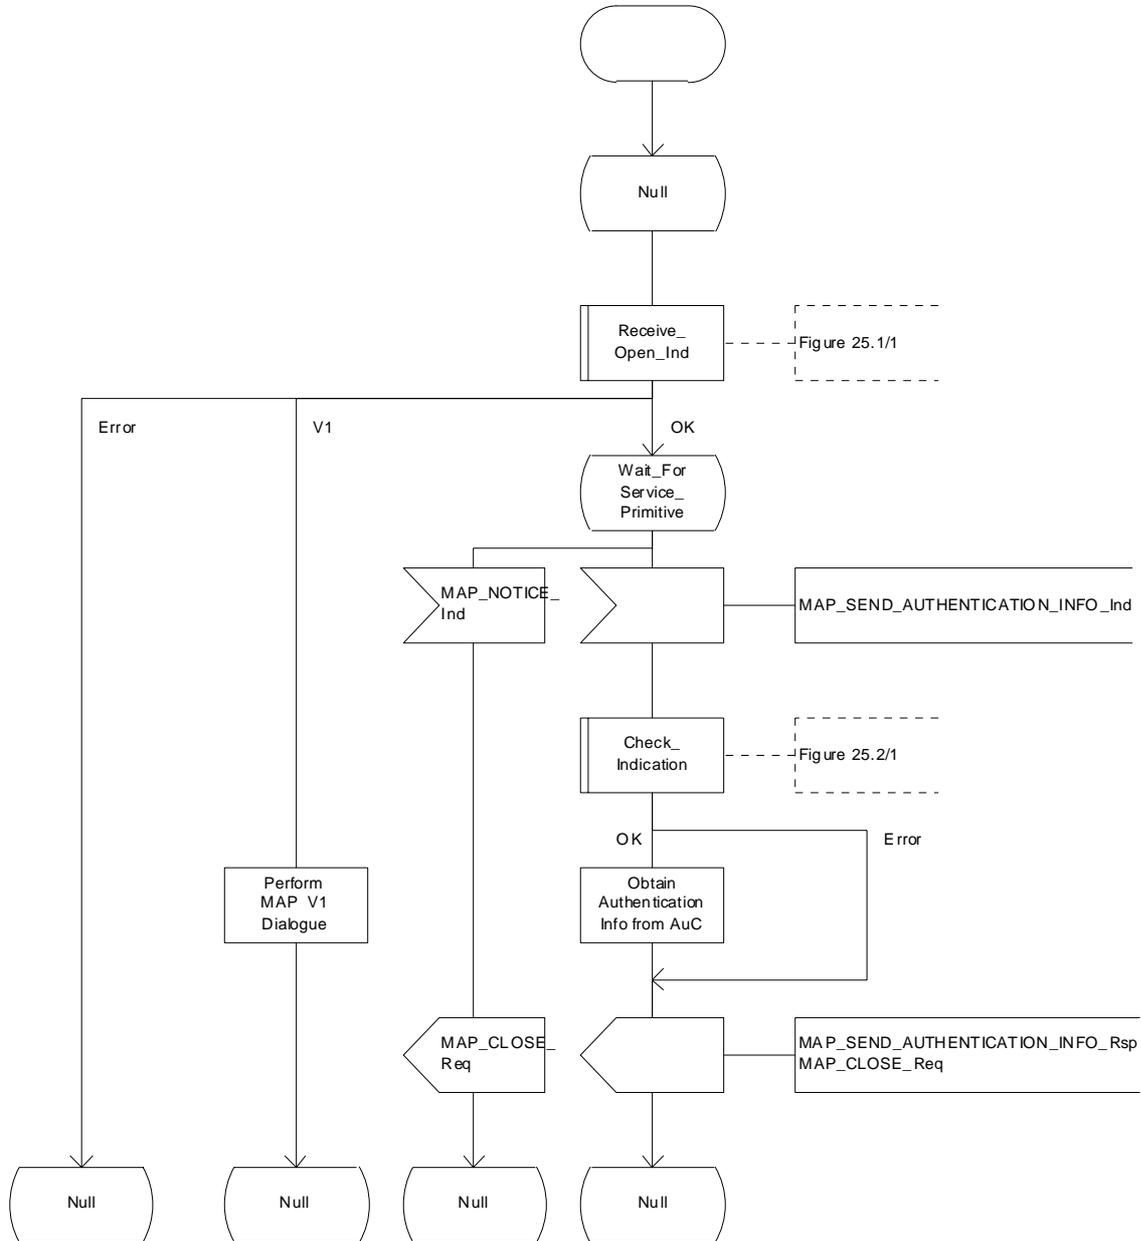 Null
Receive_
Open_Ind
Figure 25.1/1
Error
V1
OK
Wait_For
Service_
Primitive
MAP_NOTICE_
Ind
MAP_SEND_AUTHENTICATION_INFO_Ind
Check_
Indication
Figure 25.2/1
OK
Error
Perform
MAP V1
Dialogue
Obtain
Authentication
Info from AuC
MAP_CLOSE_
Req
MAP_SEND_AUTHENTICATION_INFO_Rsp
MAP_CLOSE_Req
Null
Null
Null
Null